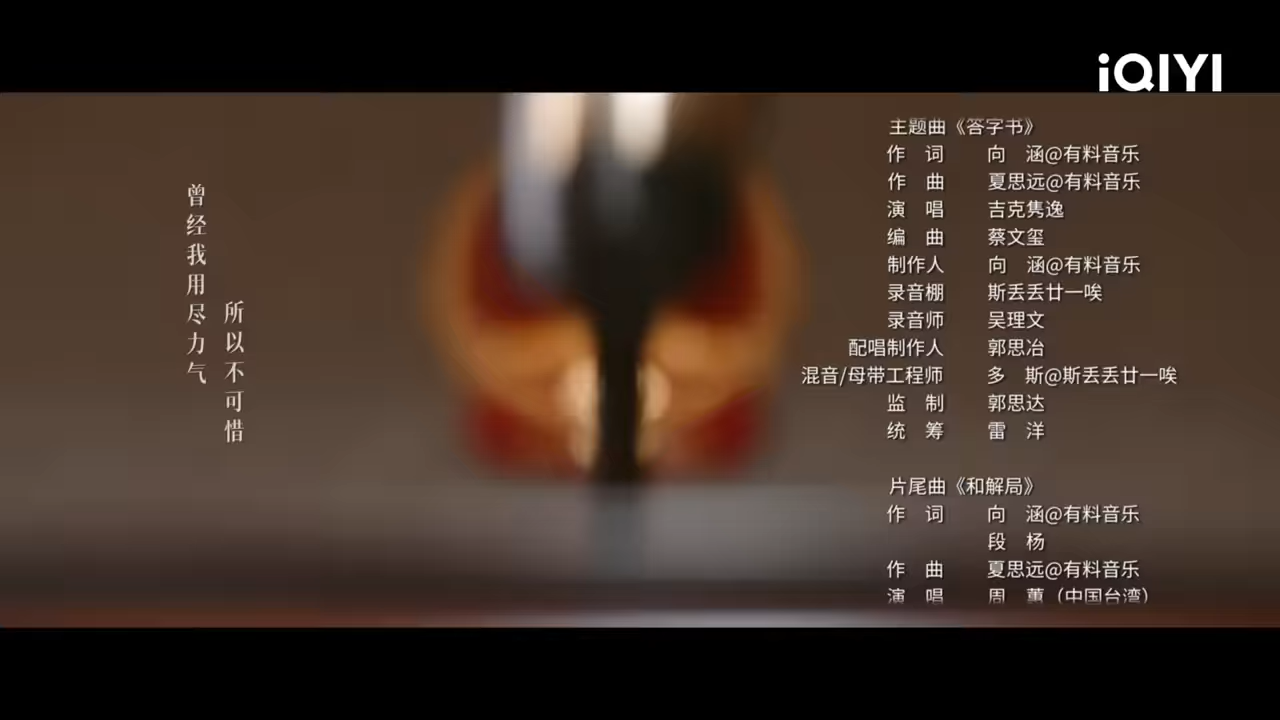 iQIYI
曾经我用尽力气
所以不可惜
主题曲《答字书》
作 词 向 涵@有料音乐
作 曲 夏思远@有料音乐
演 唱 吉克隽逸
编 曲 蔡文玺
制作人 向 涵@有料音乐
录音棚 斯丢丢廿一唉
录音师 吴理文
配唱制作人 郭思冶
混音/母带工程师 多 斯@斯丢丢廿一唉
监 制 郭思达
统 筹 雷 洋
片尾曲《和解局》
作 词 向 涵@有料音乐
段 杨
作 曲 夏思远@有料音乐
演 唱 周 蕙（中国台湾）